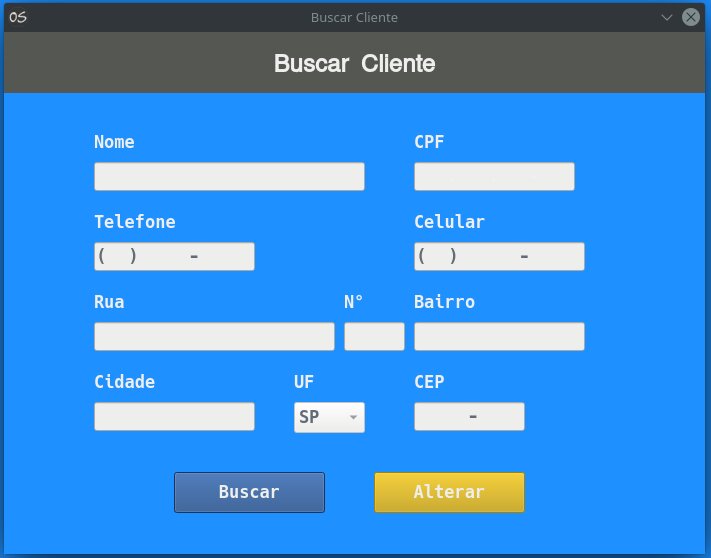 OS Buscar Cliente
Buscar Cliente
Nome CPF
Telefone Celular
( ) - ( ) -
Rua N° Bairro
Cidade UF CEP
SP -
Buscar Alterar